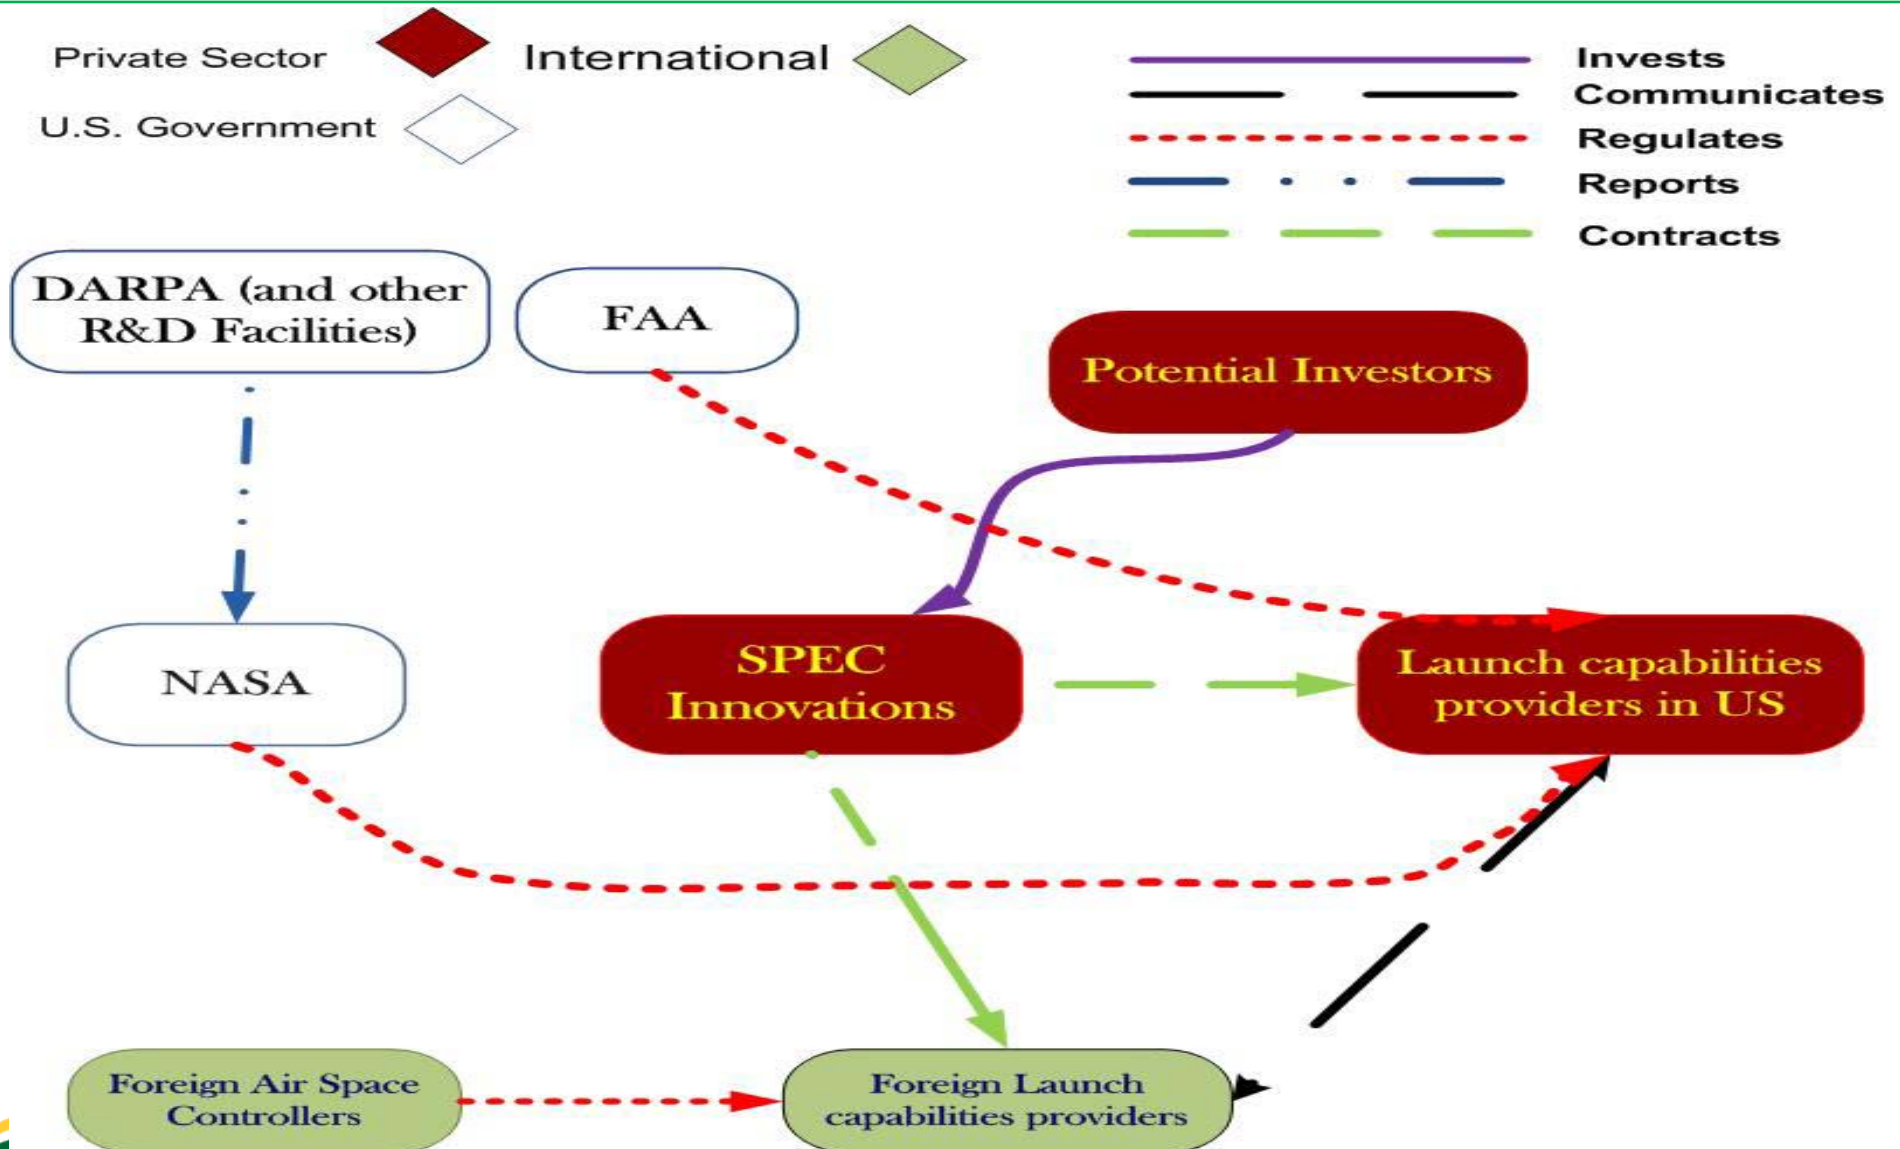 Private Sector
International
U.S. Government
Invests
Communicates
Regulates
Reports
Contracts
DARPA (and other
R&D Facilities)
FAA
Potential Investors
NASA
SPEC
Innovations
Launch capabilities
providers in US
Foreign Air Space
Controllers
Foreign Launch
capabilities providers